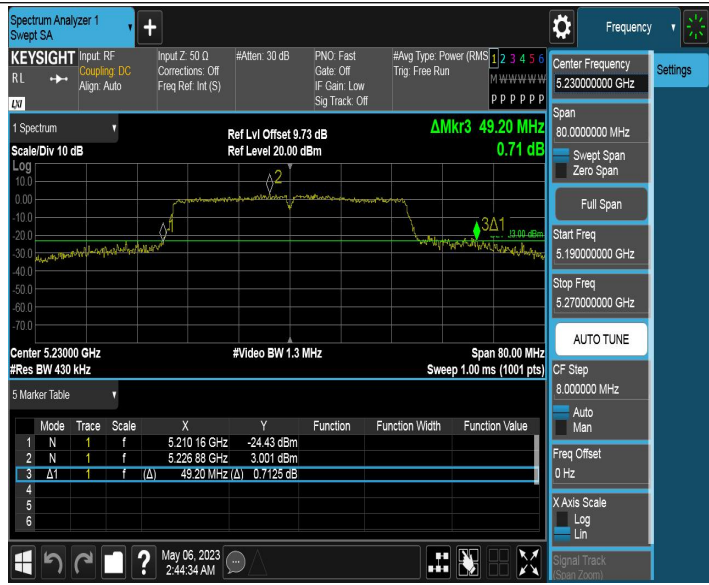 Spectrum Analyzer 1
Swept SA
Frequency
KEYSIGHT
RL
LXI
Input: RF
Coupling: DC
Align: Auto
Input Z: 50 Ω
Corrections: Off
Freq Ref: Int (S)
#Atten: 30 dB
PNO: Fast
Gate: Off
IF Gain: Low
Sig Track: Off
#Avg Type: Power (RMS
Trig: Free Run
1 2 3 4 5 6
M W W W W W
P P P P P P
1 Spectrum
Scale/Div 10 dB
Ref Lvl Offset 9.73 dB
Ref Level 20.00 dBm
ΔMkr3 49.20 MHz
0.71 dB
Log
10.0
0.00
-10.0
-20.0
-30.0
-40.0
-50.0
-60.0
-70.0
2
3Δ1
Center 5.23000 GHz
#Res BW 430 kHz
#Video BW 1.3 MHz
Span 80.00 MHz
Sweep 1.00 ms (1001 pts)
5 Marker Table
Mode Trace Scale X Y Function Function Width Function Value
1 N 1 f 5.210 16 GHz -24.43 dBm
2 N 1 f 5.226 88 GHz 3.001 dBm
3 Δ1 1 f (Δ) 49.20 MHz (Δ) 0.7125 dB
4
5
6
May 06, 2023
2:44:34 AM
Center Frequency
5.230000000 GHz
Span
80.0000000 MHz
Swept Span
Zero Span
Full Span
Start Freq
5.190000000 GHz
Stop Freq
5.270000000 GHz
AUTO TUNE
CF Step
8.000000 MHz
Auto
Man
Freq Offset
0 Hz
X Axis Scale
Log
Lin
Signal Track
(Span Zoom)
Settings